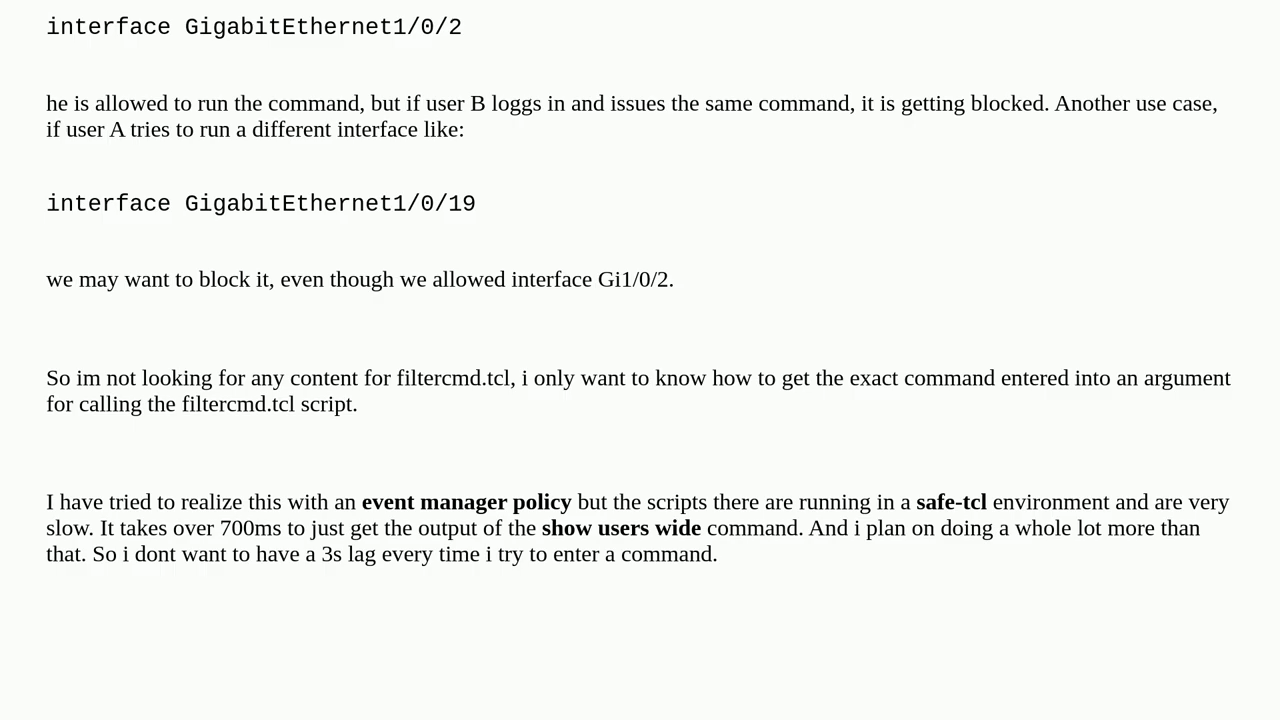 interface GigabitEthernet1/0/2
he is allowed to run the command, but if user B loggs in and issues the same command, it is getting blocked. Another use case,
if user A tries to run a different interface like:
interface GigabitEthernet1/0/19
we may want to block it, even though we allowed interface Gi1/0/2.
So im not looking for any content for filtercmd.tcl, i only want to know how to get the exact command entered into an argument
for calling the filtercmd.tcl script.
I have tried to realize this with an event manager policy but the scripts there are running in a safe-tcl environment and are very
slow. It takes over 700ms to just get the output of the show users wide command. And i plan on doing a whole lot more than
that. So i dont want to have a 3s lag every time i try to enter a command.